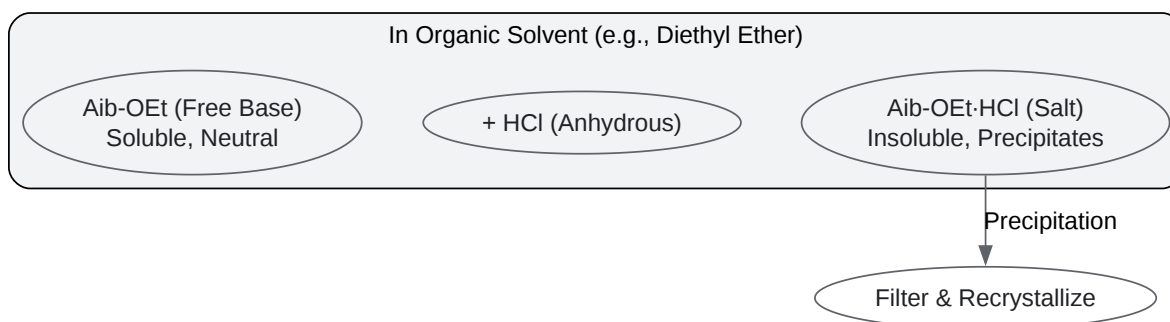 In Organic Solvent (e.g., Diethyl Ether)
Aib-OEt (Free Base)
Soluble, Neutral
+ HCl (Anhydrous)
Aib-OEt·HCl (Salt)
Insoluble, Precipitates
Precipitation
Filter & Recrystallize